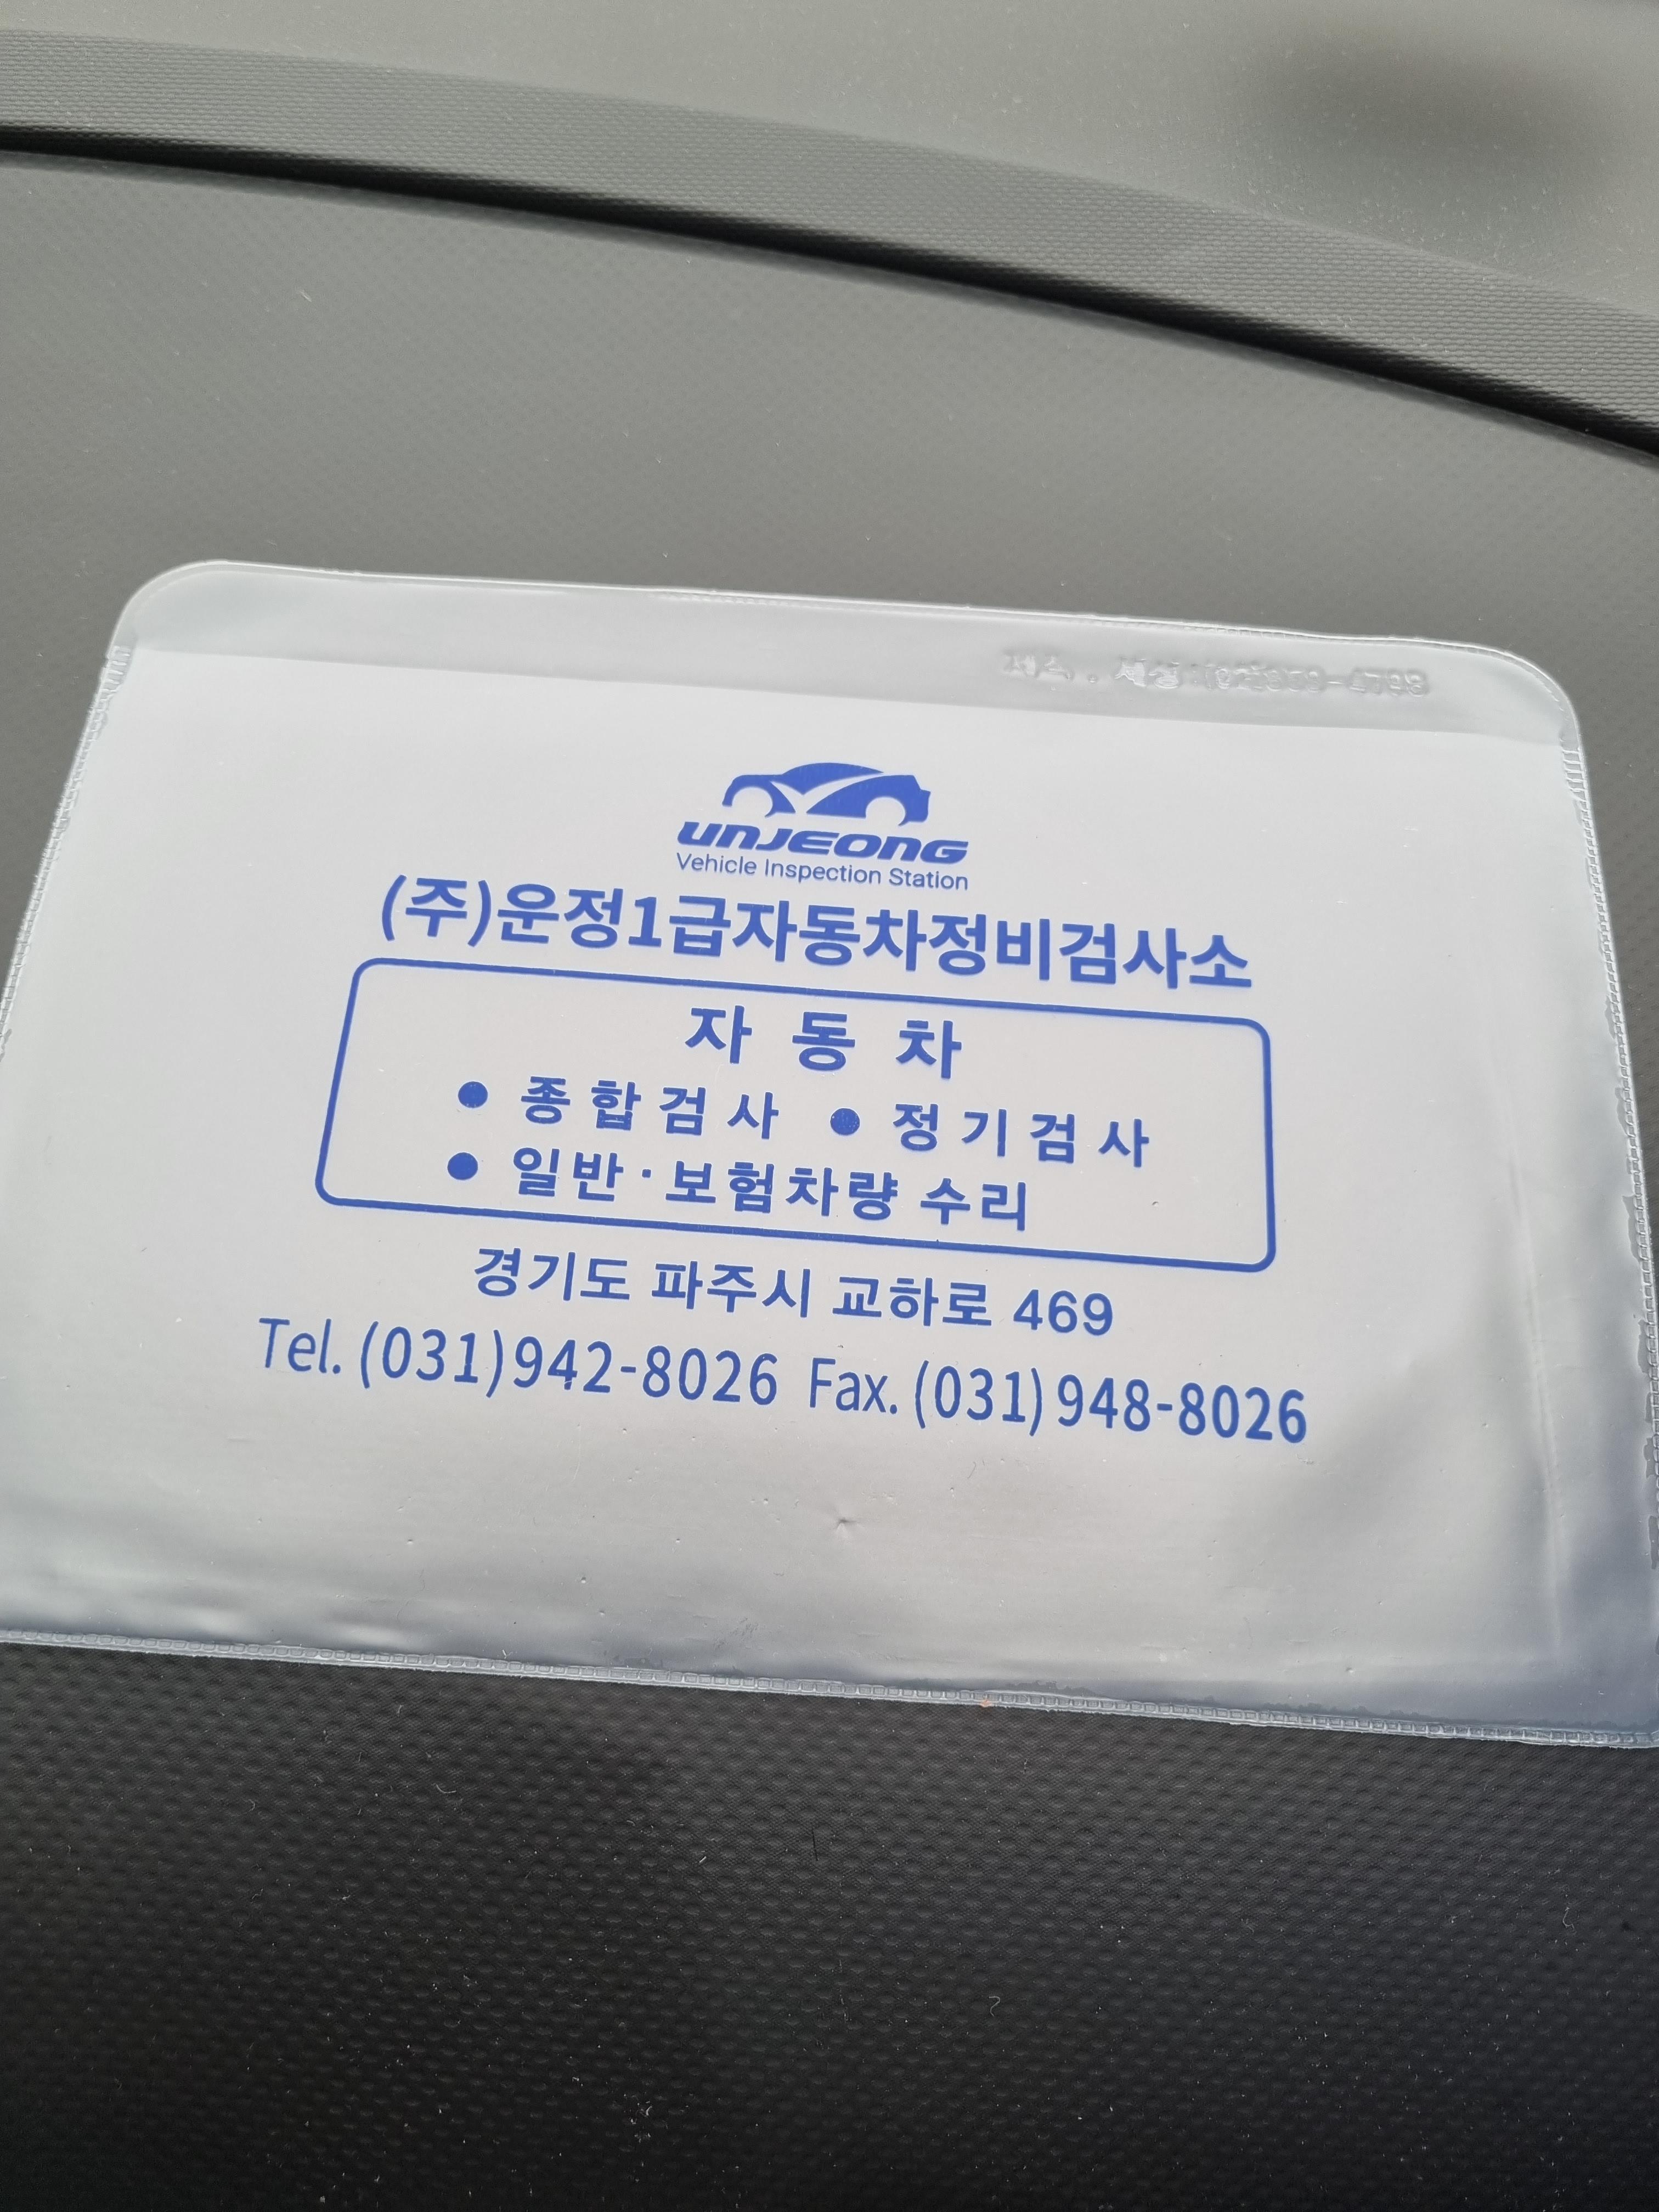 UNJEONG
Vehicle Inspection Station
(주)운정1급자동차정비검사소
자 동 차
● 종합검사 ● 정기검사
● 일반·보험차량 수리
경기도 파주시 교하로 469
Tel. (031)942-8026 Fax. (031)948-8026